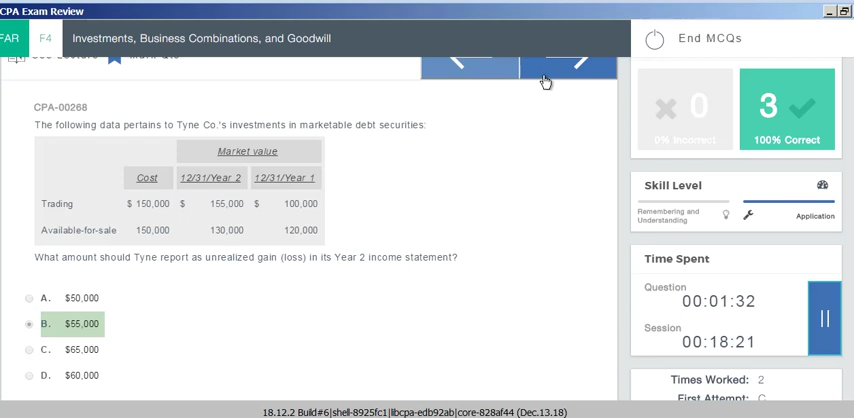 CPA Exam Review
FAR F4 Investments, Business Combinations, and Goodwill
End MCQs
CPA-00268
The following data pertains to Tyne Co.'s investments in marketable debt securities:
Market value
Cost 12/31/Year 2 12/31/Year 1
Trading $ 150,000 $ 155,000 $ 100,000
Available-for-sale 150,000 130,000 120,000
What amount should Tyne report as unrealized gain (loss) in its Year 2 income statement?
A. $50,000
B. $55,000
C. $65,000
D. $60,000
0
0% Incorrect
3
100% Correct
Skill Level
Remembering and
Understanding
Application
Time Spent
Question
00:01:32
Session
00:18:21
Times Worked: 2
First Attempt: C
18.12.2 Build#6|shell-8925fc1|libcpa-edb92ab|core-828af44 (Dec.13.18)